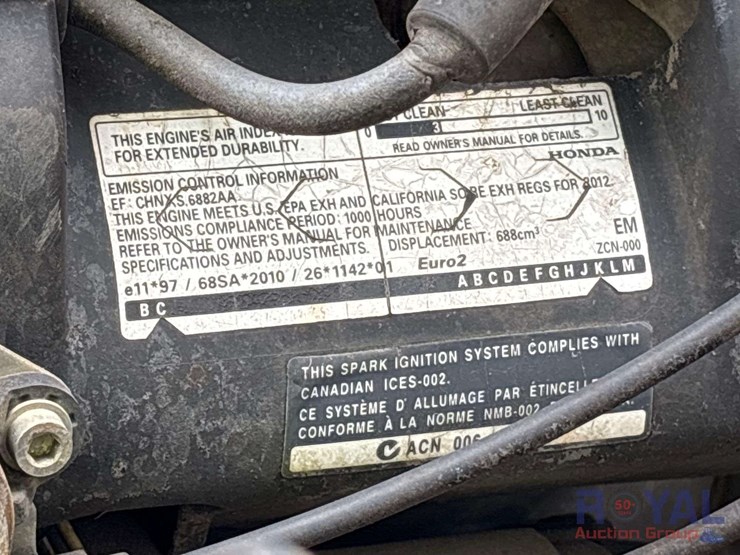 THIS ENGINE'S AIR INDEX
FOR EXTENDED DURABILITY.
CLEAN LEAST CLEAN
0 3 10
READ OWNER'S MANUAL FOR DETAILS.
HONDA
EMISSION CONTROL INFORMATION
EF: CHNXS.6882AA
THIS ENGINE MEETS U.S. EPA EXH AND CALIFORNIA SORE EXH REGS FOR 2012.
EMISSIONS COMPLIANCE PERIOD: 1000 HOURS
REFER TO THE OWNER'S MANUAL FOR MAINTENANCE
SPECIFICATIONS AND ADJUSTMENTS. DISPLACEMENT: 688cm³
EM
ZCN-000
e11*97 / 68SA*2010 / 26*1142*01 Euro2
BC ABCDEFGHJKLM
THIS SPARK IGNITION SYSTEM COMPLIES WITH
CANADIAN ICES-002.
CE SYSTÈME D' ALLUMAGE PAR
CONFORME À LA NORME NMB-002
ACN 006
50
ROYAL
Auction Group